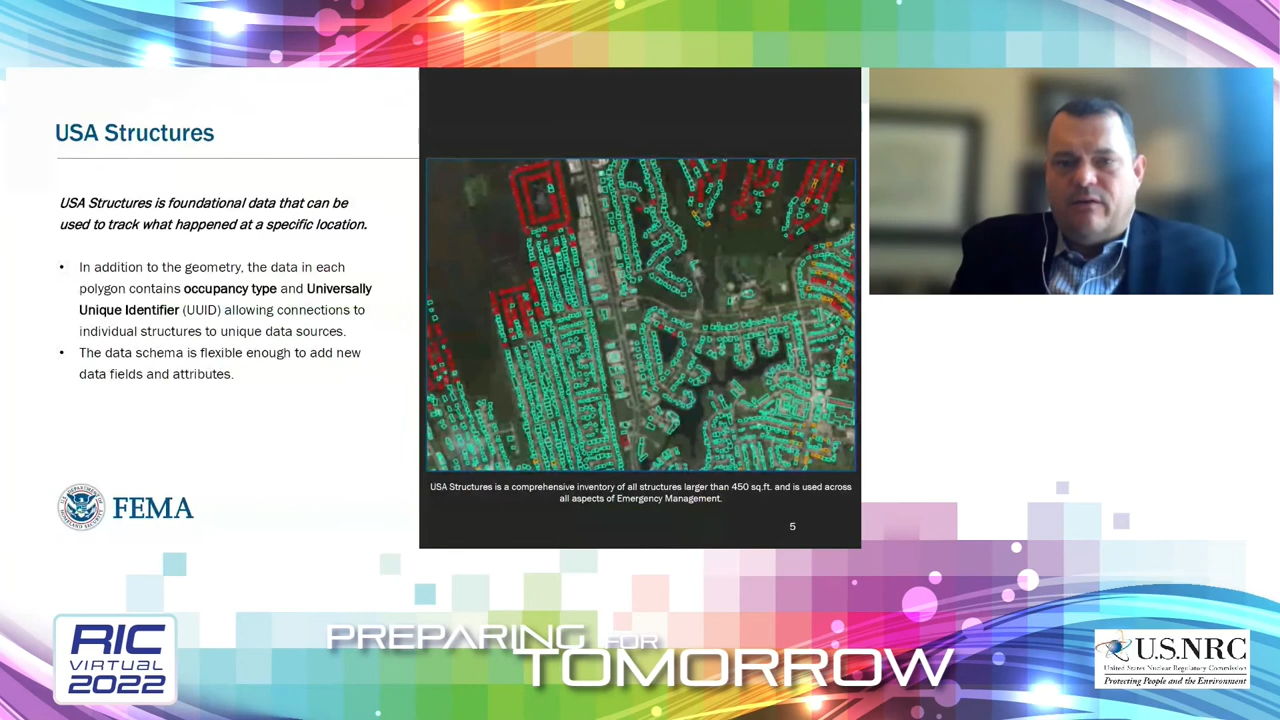 USA Structures
USA Structures is foundational data that can be
used to track what happened at a specific location.
• In addition to the geometry, the data in each
polygon contains occupancy type and Universally
Unique Identifier (UUID) allowing connections to
individual structures to unique data sources.
• The data schema is flexible enough to add new
data fields and attributes.
FEMA
USA Structures is a comprehensive inventory of all structures larger than 450 sq.ft. and is used across
all aspects of Emergency Management.
5
RIC
VIRTUAL
2022
PREPARING FOR
TOMORROW
U.S.NRC
United States Nuclear Regulatory Commission
Protecting People and the Environment